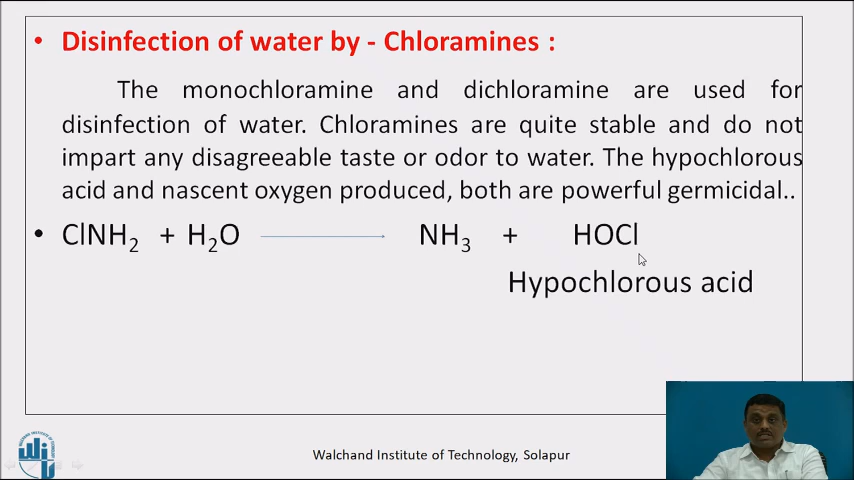 • Disinfection of water by - Chloramines :
The monochloramine and dichloramine are used for
disinfection of water. Chloramines are quite stable and do not
impart any disagreeable taste or odor to water. The hypochlorous
acid and nascent oxygen produced, both are powerful germicidal..
• ClNH₂ + H₂O ⟶ NH₃ + HOCl
Hypochlorous acid
Walchand Institute of Technology, Solapur